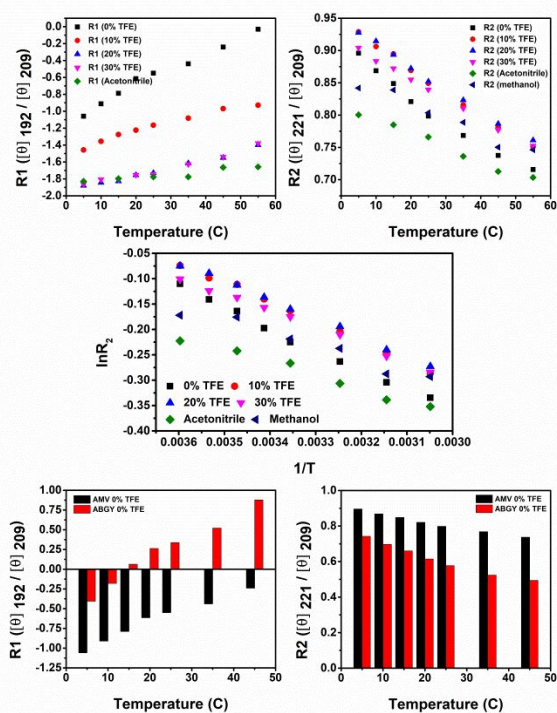 R1 ([θ] 192 / [θ] 209)
0.0
-0.2
-0.4
-0.6
-0.8
-1.0
-1.2
-1.4
-1.6
-1.8
-2.0
R1 (0% TFE)
R1 (10% TFE)
R1 (20% TFE)
R1 (30% TFE)
R1 (Acetonitrile)
0 10 20 30 40 50 60
Temperature (C)
R2 ([θ] 221 / [θ] 209)
0.95
0.90
0.85
0.80
0.75
0.70
R2 (0% TFE)
R2 (10% TFE)
R2 (20% TFE)
R2 (30% TFE)
R2 (Acetonitrile)
R2 (methanol)
0 10 20 30 40 50 60
Temperature (C)
lnR2
-0.05
-0.10
-0.15
-0.20
-0.25
-0.30
-0.35
-0.40
0% TFE 10% TFE
20% TFE 30% TFE
Acetonitrile Methanol
0.0036 0.0035 0.0034 0.0033 0.0032 0.0031 0.0030
1/T
R1 ([θ] 192 / [θ] 209)
1.00
0.75
0.50
0.25
0.00
-0.25
-0.50
-0.75
-1.00
-1.25
AMV 0% TFE
ABGY 0% TFE
0 10 20 30 40 50
Temperature (C)
R2 ([θ] 221 / [θ] 209)
1.0
0.8
0.6
0.4
0.2
0.0
AMV 0% TFE
ABGY 0% TFE
0 10 20 30 40 50
Temperature (C)